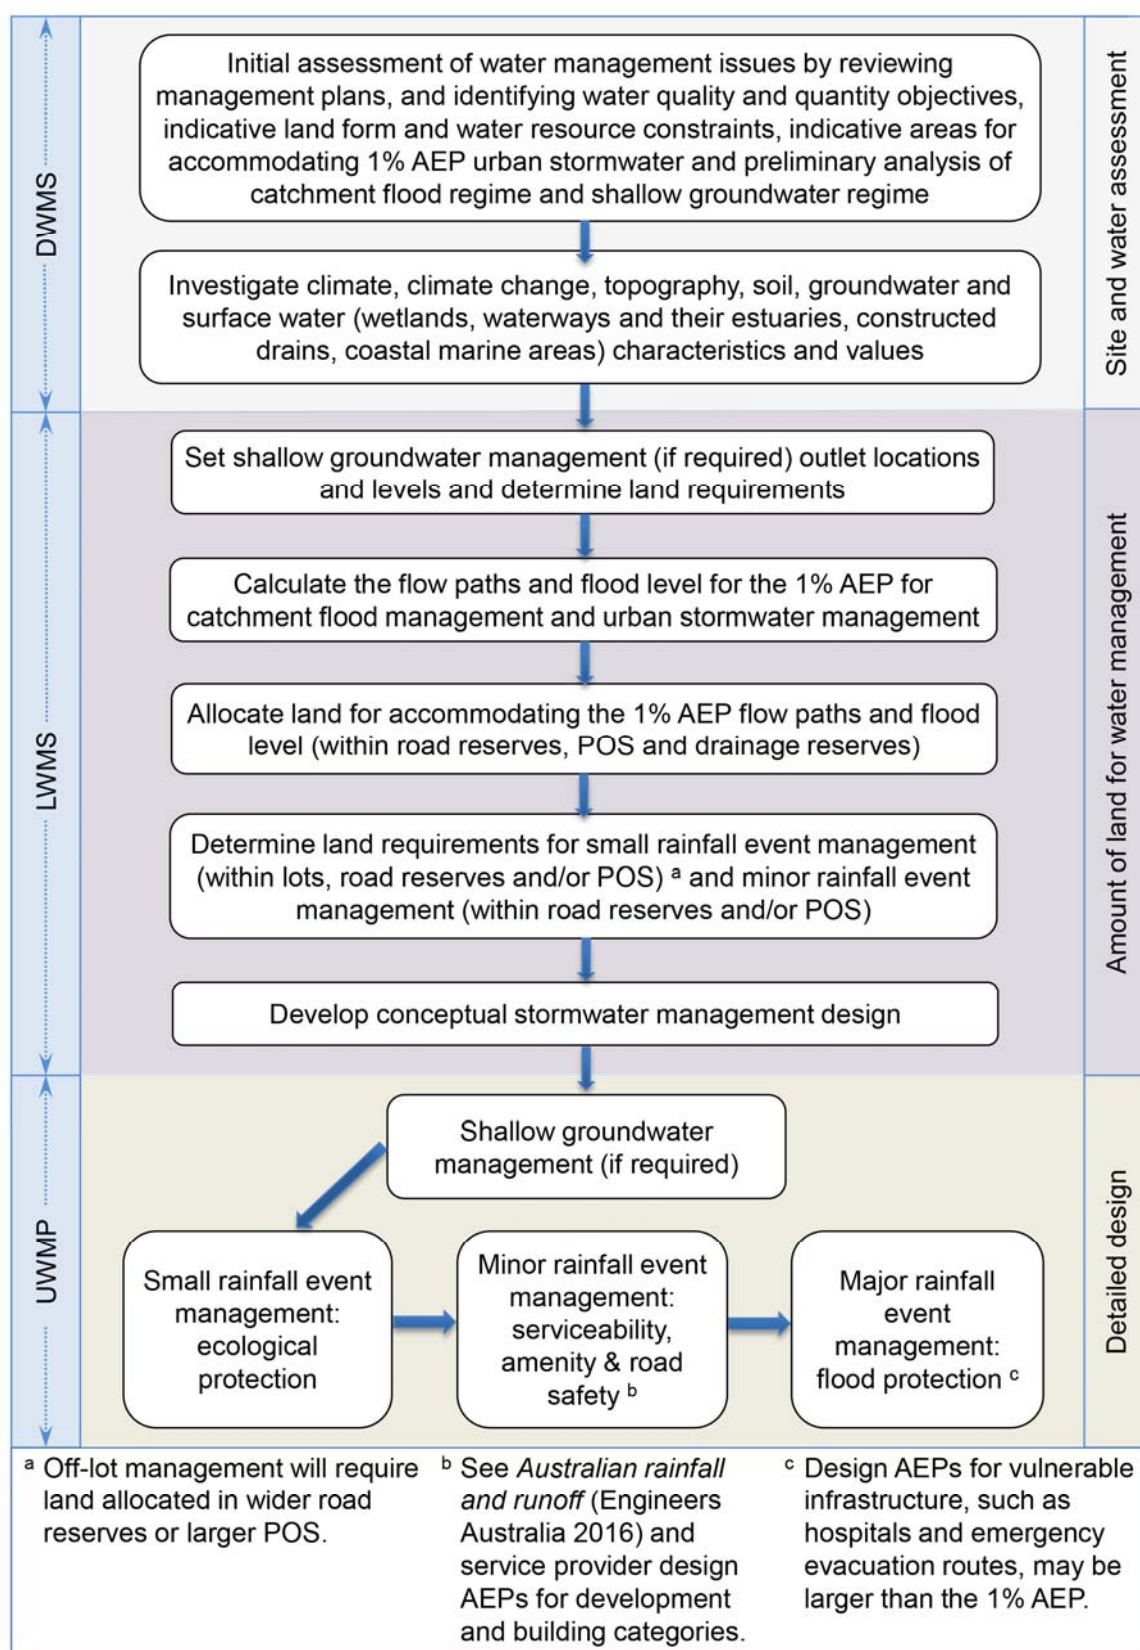 DWMS
Site and water assessment
Initial assessment of water management issues by reviewing
management plans, and identifying water quality and quantity objectives,
indicative land form and water resource constraints, indicative areas for
accommodating 1% AEP urban stormwater and preliminary analysis of
catchment flood regime and shallow groundwater regime
Investigate climate, climate change, topography, soil, groundwater and
surface water (wetlands, waterways and their estuaries, constructed
drains, coastal marine areas) characteristics and values
LWMS
Amount of land for water management
Set shallow groundwater management (if required) outlet locations
and levels and determine land requirements
Calculate the flow paths and flood level for the 1% AEP for
catchment flood management and urban stormwater management
Allocate land for accommodating the 1% AEP flow paths and flood
level (within road reserves, POS and drainage reserves)
Determine land requirements for small rainfall event management
(within lots, road reserves and/or POS) a and minor rainfall event
management (within road reserves and/or POS)
Develop conceptual stormwater management design
UWMP
Detailed design
Shallow groundwater
management (if required)
Small rainfall event
management:
ecological
protection
Minor rainfall event
management:
serviceability,
amenity & road
safety b
Major rainfall
event
management:
flood protection c
a Off-lot management will require
land allocated in wider road
reserves or larger POS.
b See Australian rainfall
and runoff (Engineers
Australia 2016) and
service provider design
AEPs for development
and building categories.
c Design AEPs for vulnerable
infrastructure, such as
hospitals and emergency
evacuation routes, may be
larger than the 1% AEP.